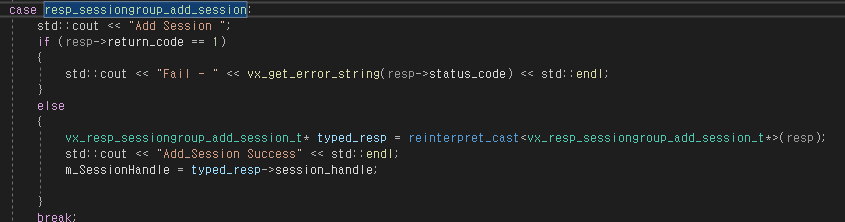 case resp_sessiongroup_add_session:
std::cout << "Add Session ";
if (resp->return_code == 1)
{
std::cout << "Fail - " << vx_get_error_string(resp->status_code) << std::endl;
}
else
{
vx_resp_sessiongroup_add_session_t* typed_resp = reinterpret_cast<vx_resp_sessiongroup_add_session_t*>(resp);
std::cout << "Add_Session Success" << std::endl;
m_SessionHandle = typed_resp->session_handle;
}
break;